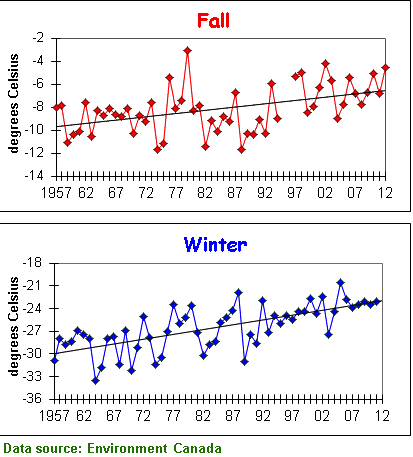 Fall
degrees Celsius
-2
-4
-6
-8
-10
-12
-14
1957 62 67 72 77 82 87 92 97 02 07 12
Winter
degrees Celsius
-18
-21
-24
-27
-30
-33
-36
1957 62 67 72 77 82 87 92 97 02 07 12
Data source: Environment Canada